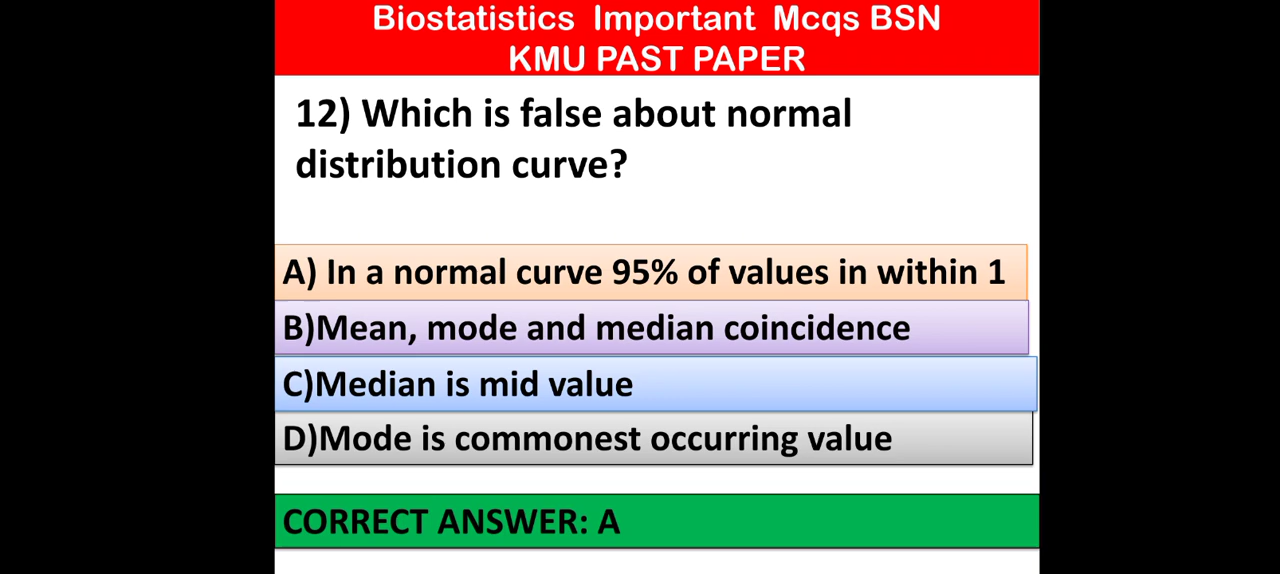 Biostatistics Important Mcqs BSN
KMU PAST PAPER
12) Which is false about normal
distribution curve?
A) In a normal curve 95% of values in within 1
B)Mean, mode and median coincidence
C)Median is mid value
D)Mode is commonest occurring value
CORRECT ANSWER: A